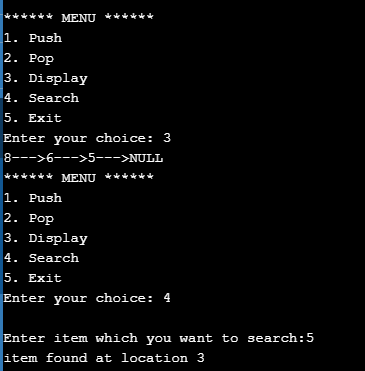 ****** MENU ******
1. Push
2. Pop
3. Display
4. Search
5. Exit
Enter your choice: 3
8--->6--->5--->NULL
****** MENU ******
1. Push
2. Pop
3. Display
4. Search
5. Exit
Enter your choice: 4
Enter item which you want to search:5
item found at location 3